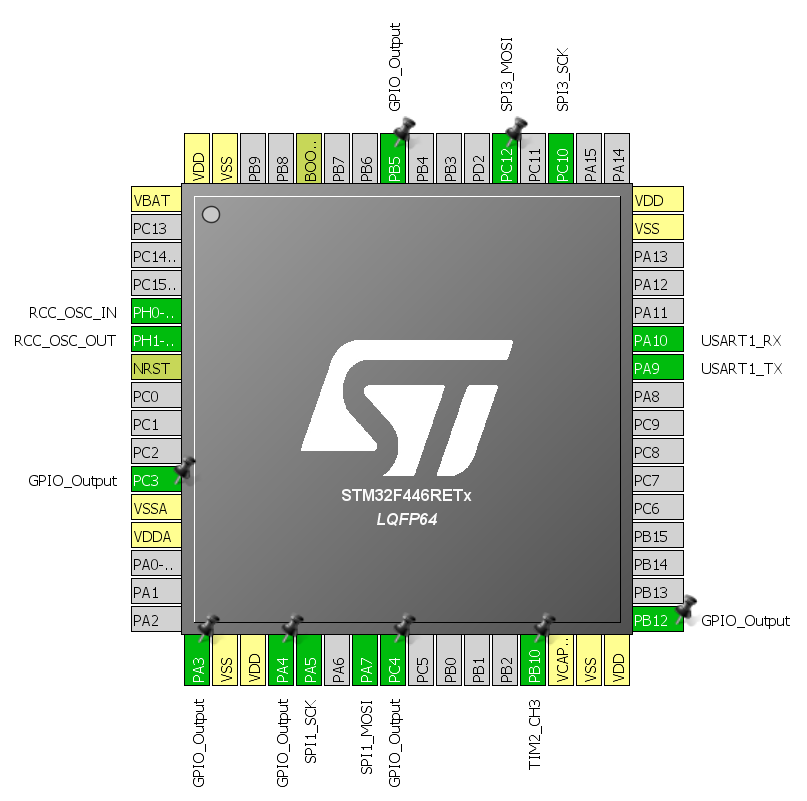 GPIO_Output
SPI3_MOSI
SPI3_SCK
VDD
VSS
PB9
PB8
BOO..
PB7
PB6
PB5
PB4
PB3
PD2
PC12
PC11
PC10
PA15
PA14
VBAT
PC13
PC14..
PC15..
RCC_OSC_IN PH0-..
RCC_OSC_OUT PH1-..
NRST
PC0
PC1
PC2
GPIO_Output PC3
VSSA
VDDA
PA0-..
PA1
PA2
VDD
VSS
PA13
PA12
PA11
PA10 USART1_RX
PA9 USART1_TX
PA8
PC9
PC8
PC7
PC6
PB15
PB14
PB13
PB12 GPIO_Output
ST
STM32F446RETx
LQFP64
PA3
VSS
VDD
PA4
PA5
PA6
PA7
PC4
PC5
PB0
PB1
PB2
PB10
VCAP..
VSS
VDD
GPIO_Output
GPIO_Output
SPI1_SCK
SPI1_MOSI
GPIO_Output
TIM2_CH3